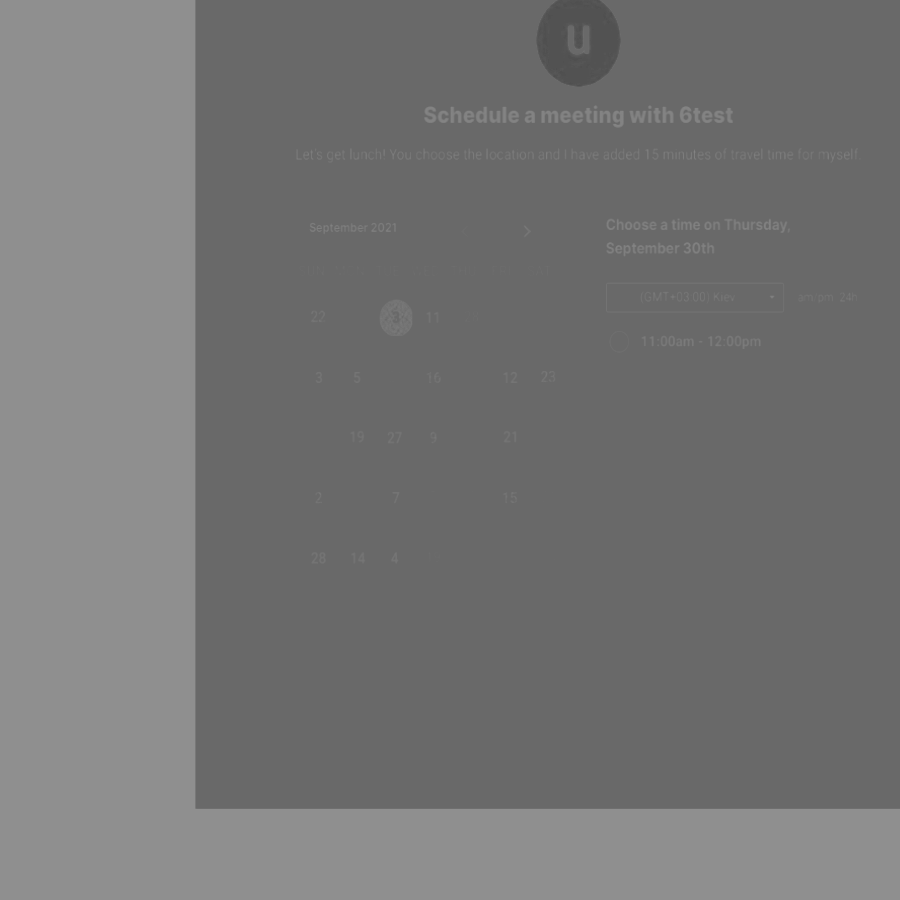 u
Schedule a meeting with 6test
Let's get lunch! You choose the location and I have added 15 minutes of travel time for myself.
September 2021
Choose a time on Thursday,
September 30th
(GMT+03:00) Kiev
am/pm 24h
22 3 11
11:00am - 12:00pm
3 5 16 12 23
19 27 9 21
2 7 15
28 14 4